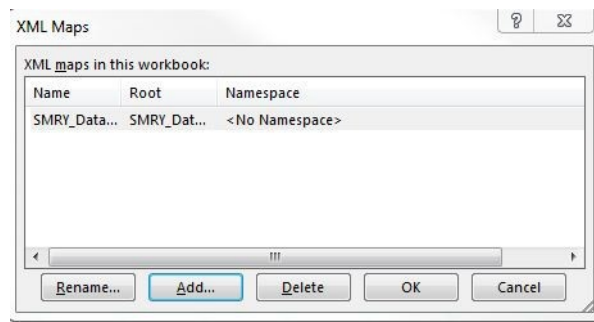 XML Maps
XML maps in this workbook:
Name Root Namespace
SMRY_Data... SMRY_Dat... <No Namespace>
Rename... Add... Delete OK Cancel